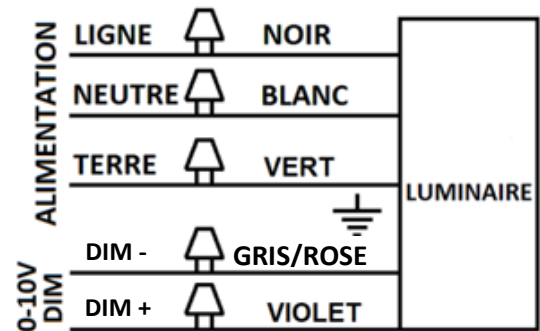 ALIMENTATION
LIGNE NOIR
NEUTRE BLANC
TERRE VERT
LUMINAIRE
0-10V
DIM
DIM - GRIS/ROSE
DIM + VIOLET